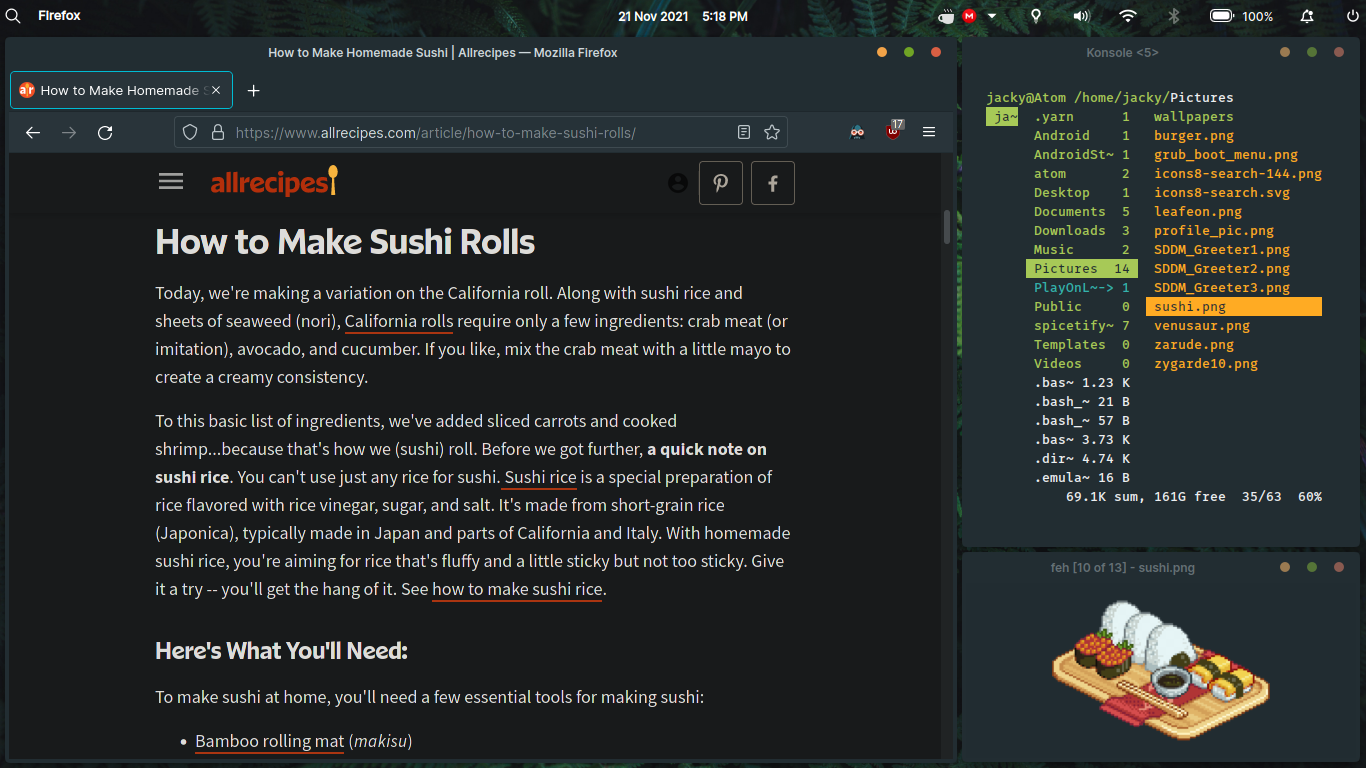 Firefox
21 Nov 2021 5:18 PM
M
100%
How to Make Homemade Sushi | Allrecipes — Mozilla Firefox
a'r How to Make Homemade S
https://www.allrecipes.com/article/how-to-make-sushi-rolls/
17
allrecipes
How to Make Sushi Rolls
Today, we're making a variation on the California roll. Along with sushi rice and
sheets of seaweed (nori), California rolls require only a few ingredients: crab meat (or
imitation), avocado, and cucumber. If you like, mix the crab meat with a little mayo to
create a creamy consistency.
To this basic list of ingredients, we've added sliced carrots and cooked
shrimp...because that's how we (sushi) roll. Before we got further, a quick note on
sushi rice. You can't use just any rice for sushi. Sushi rice is a special preparation of
rice flavored with rice vinegar, sugar, and salt. It's made from short-grain rice
(Japonica), typically made in Japan and parts of California and Italy. With homemade
sushi rice, you're aiming for rice that's fluffy and a little sticky but not too sticky. Give
it a try -- you'll get the hang of it. See how to make sushi rice.
Here's What You'll Need:
To make sushi at home, you'll need a few essential tools for making sushi:
• Bamboo rolling mat (makisu)
Konsole <5>
jacky@Atom /home/jacky/Pictures
ja~ .yarn 1 wallpapers
Android 1 burger.png
AndroidSt~ 1 grub_boot_menu.png
atom 2 icons8-search-144.png
Desktop 1 icons8-search.svg
Documents 5 leafeon.png
Downloads 3 profile_pic.png
Music 2 SDDM_Greeter1.png
Pictures 14 SDDM_Greeter2.png
PlayOnL~-> 1 SDDM_Greeter3.png
Public 0 sushi.png
spicetify~ 7 venusaur.png
Templates 0 zarude.png
Videos 0 zygarde10.png
.bas~ 1.23 K
.bash_~ 21 B
.bash_~ 57 B
.bas~ 3.73 K
.dir~ 4.74 K
.emula~ 16 B
69.1K sum, 161G free 35/63 60%
feh [10 of 13] - sushi.png